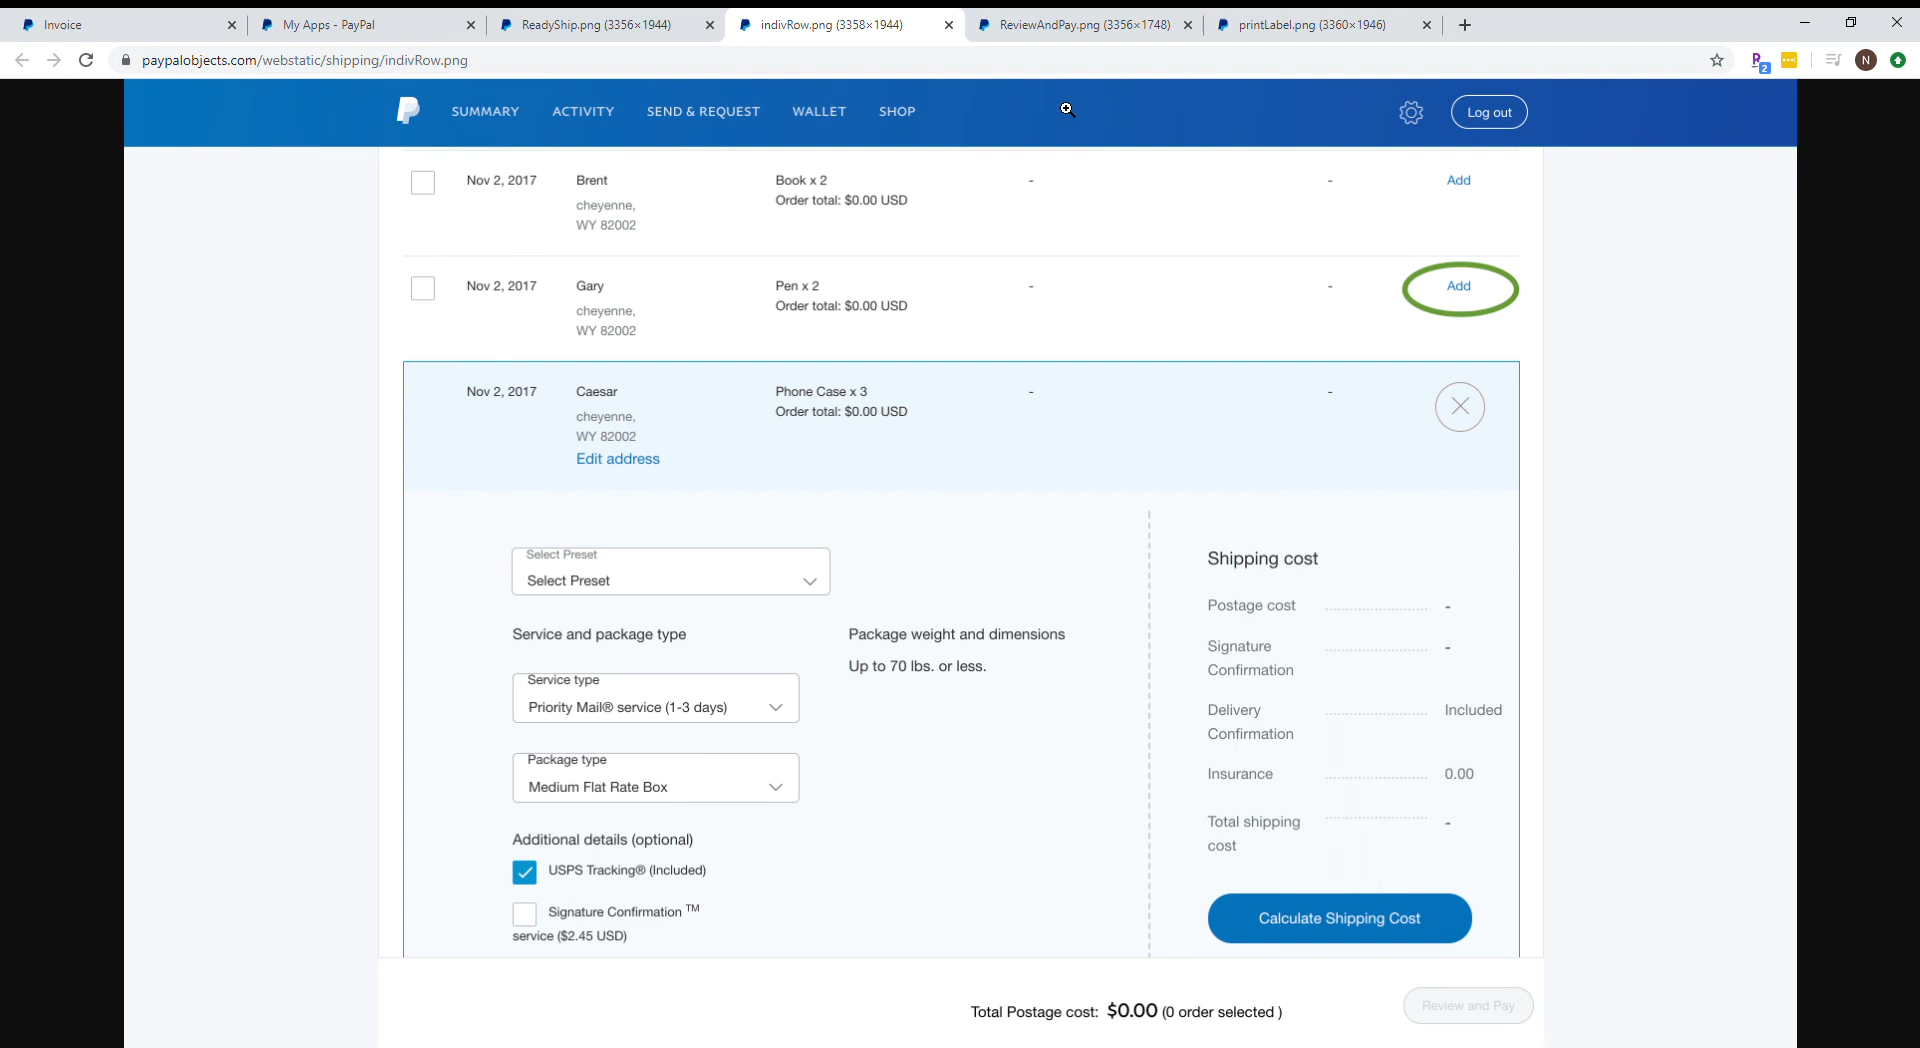 Invoice
My Apps - PayPal
ReadyShip.png (3356×1944)
indivRow.png (3358×1944)
ReviewAndPay.png (3356×1748)
printLabel.png (3360×1946)
paypalobjects.com/webstatic/shipping/indivRow.png
2
N
SUMMARY ACTIVITY SEND & REQUEST WALLET SHOP
Log out
Nov 2, 2017 Brent Book x 2 - - Add
Order total: $0.00 USD
cheyenne,
WY 82002
Nov 2, 2017 Gary Pen x 2 - - Add
Order total: $0.00 USD
cheyenne,
WY 82002
Nov 2, 2017 Caesar Phone Case x 3 - -
Order total: $0.00 USD
cheyenne,
WY 82002
Edit address
Select Preset
Select Preset
Service and package type
Service type
Priority Mail® service (1-3 days)
Package type
Medium Flat Rate Box
Additional details (optional)
USPS Tracking® (Included)
Signature Confirmation TM
service ($2.45 USD)
Package weight and dimensions
Up to 70 lbs. or less.
Shipping cost
Postage cost -
Signature -
Confirmation
Delivery Included
Confirmation
Insurance 0.00
Total shipping -
cost
Calculate Shipping Cost
Total Postage cost: $0.00 (0 order selected )
Review and Pay